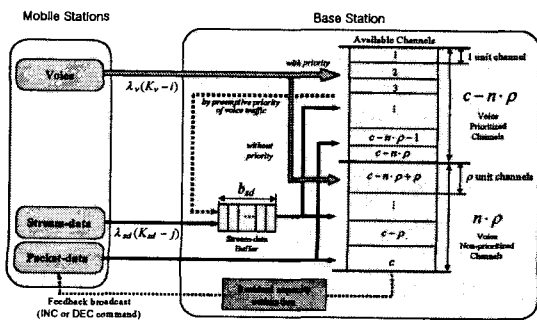 Mobile Stations
Base Station
Available Channels
Voice
λv(Kv−i)
with priority
by preemptive priority
of voice traffic
without
priority
1
2
3
⋮
c−n·ρ−1
c−n·ρ
c−n·ρ+ρ
⋮
c−ρ
c
1 unit channel
c−n·ρ
Voice
Prioritized
Channels
ρ unit channels
n·ρ
Voice
Non-prioritized
Channels
bsd
Stream-data
λsd(Ksd−j)
Stream-data
Buffer
Packet-data
Feedback broadcast
(INC or DEC command)